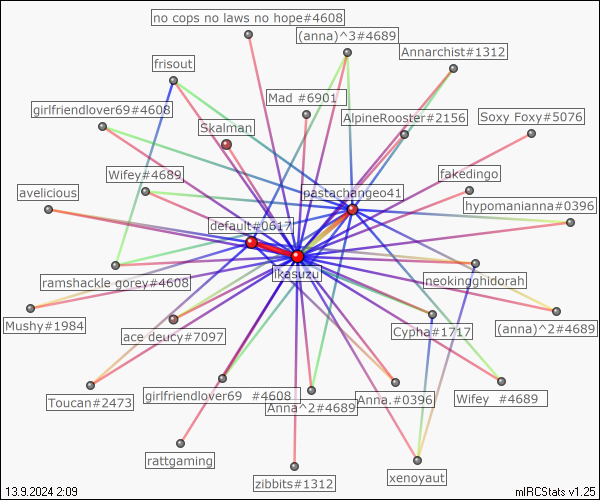 no cops no laws no hope#4608
(anna)^3#4689
Annarchist#1312
frisout
Mad #6901
girlfriendlover69#4608
AlpineRooster#2156
Soxy Foxy#5076
Skalman
Wifey#4689
fakedingo
avelicious
pastachangeo41
hypomanianna#0396
default#0617
ikasuzu
ramshackle gorey#4608
neokingghidorah
Mushy#1984
ace deucy#7097
Cypha#1717
(anna)^2#4689
Toucan#2473
girlfriendlover69 #4608
Anna^2#4689
Anna.#0396
Wifey #4689
rattgaming
zibbits#1312
xenoyaut
13.9.2024 2:09
mIRCStats v1.25